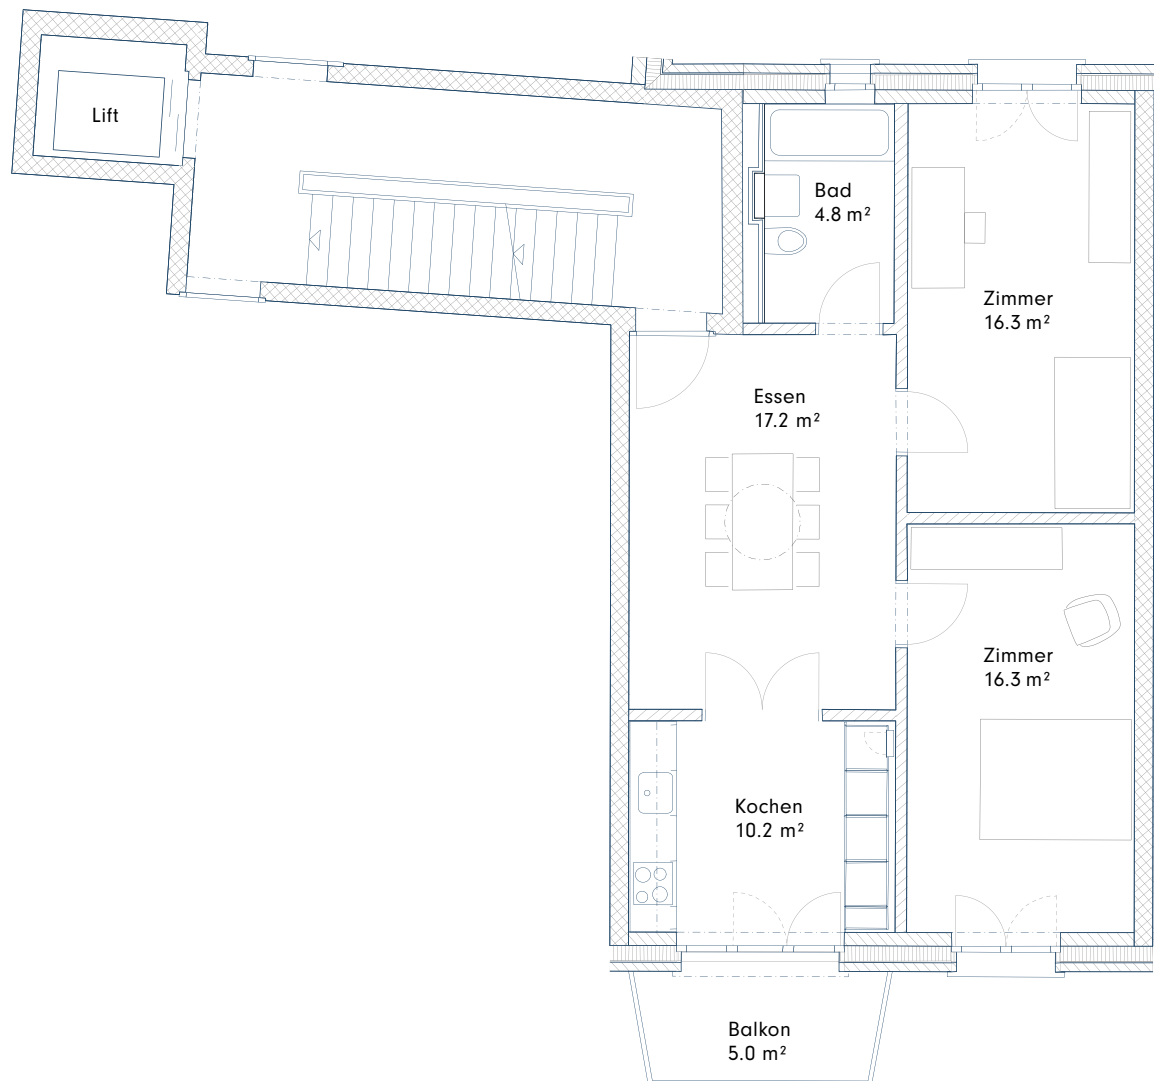 Lift
Bad
4.8 m²
Zimmer
16.3 m²
Essen
17.2 m²
Zimmer
16.3 m²
Kochen
10.2 m²
Balkon
5.0 m²